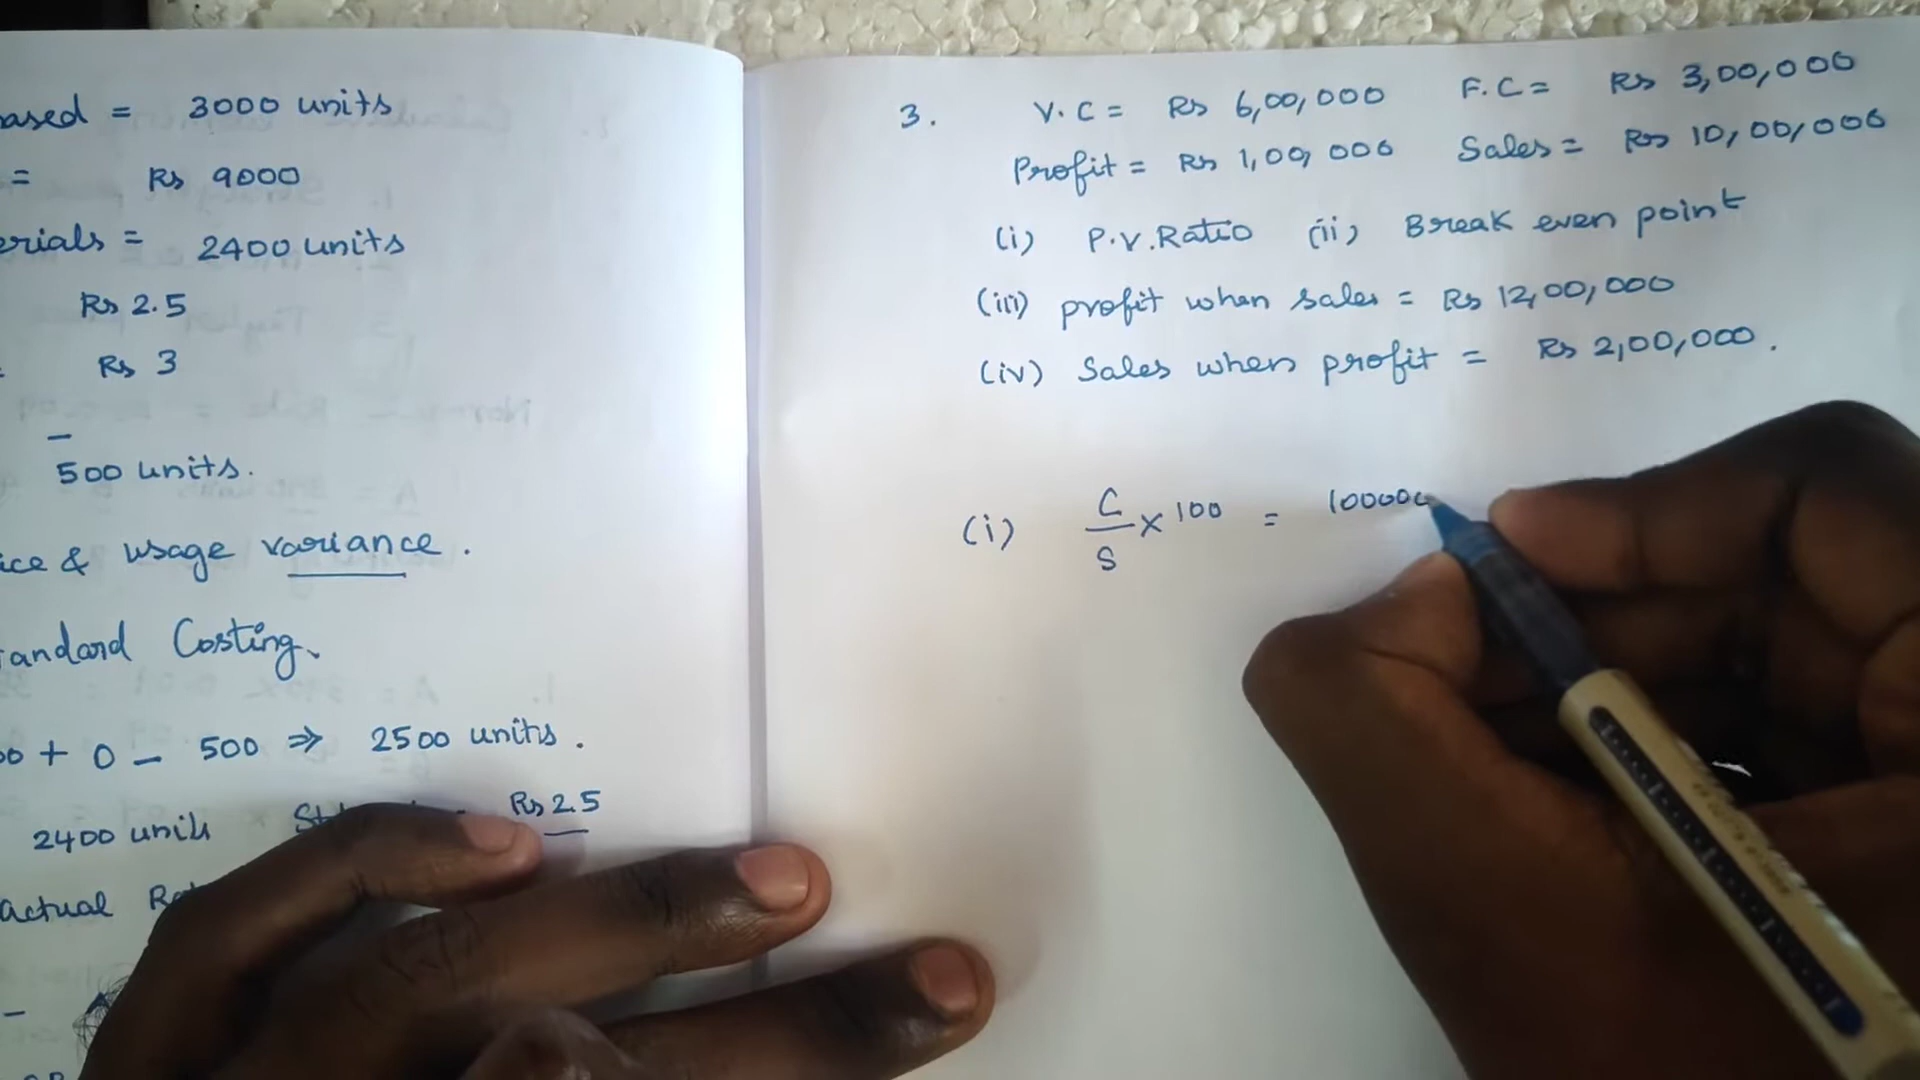 ased = 3000 units
= Rs 9000
erials = 2400 units
Rs 2.5
Rs 3
500 units.
ice & usage variance.
tandard Costing.
00 + 0 - 500 ⇒ 2500 units.
2400 units Rs 2.5
actual
3. V.C = Rs 6,00,000 F.C = Rs 3,00,000
Profit = Rs 1,00,000 Sales = Rs 10,00,000
(i) P.V.Ratio (ii) Break even point
(iii) profit when sales = Rs 12,00,000
(iv) Sales when profit = Rs 2,00,000.
(i) C/S × 100 = 100000